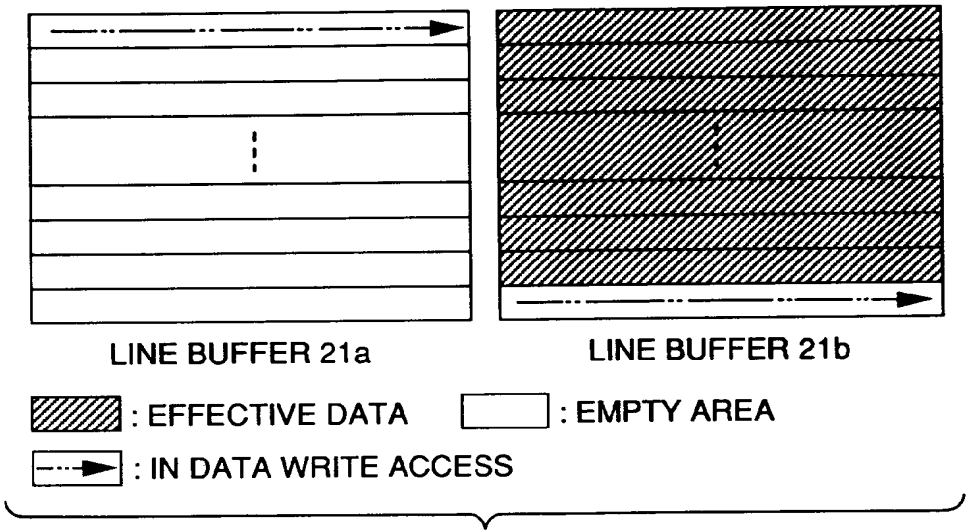 LINE BUFFER 21a
LINE BUFFER 21b
: EFFECTIVE DATA
: EMPTY AREA
: IN DATA WRITE ACCESS